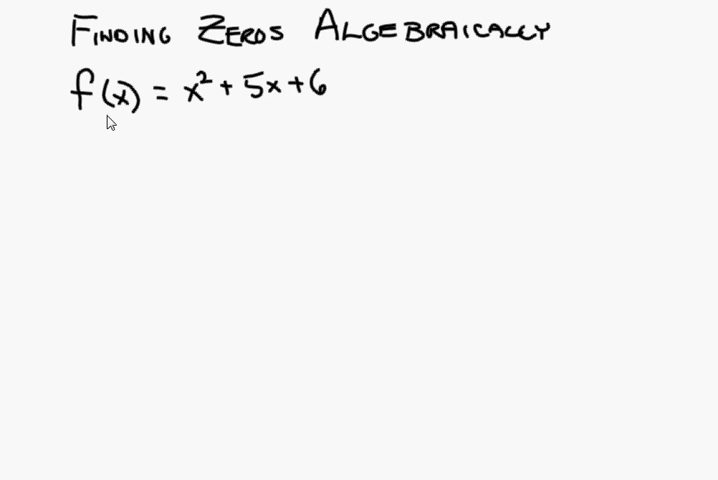 FINDING ZEROS ALGEBRAICALLY
f(x) = x² + 5x + 6